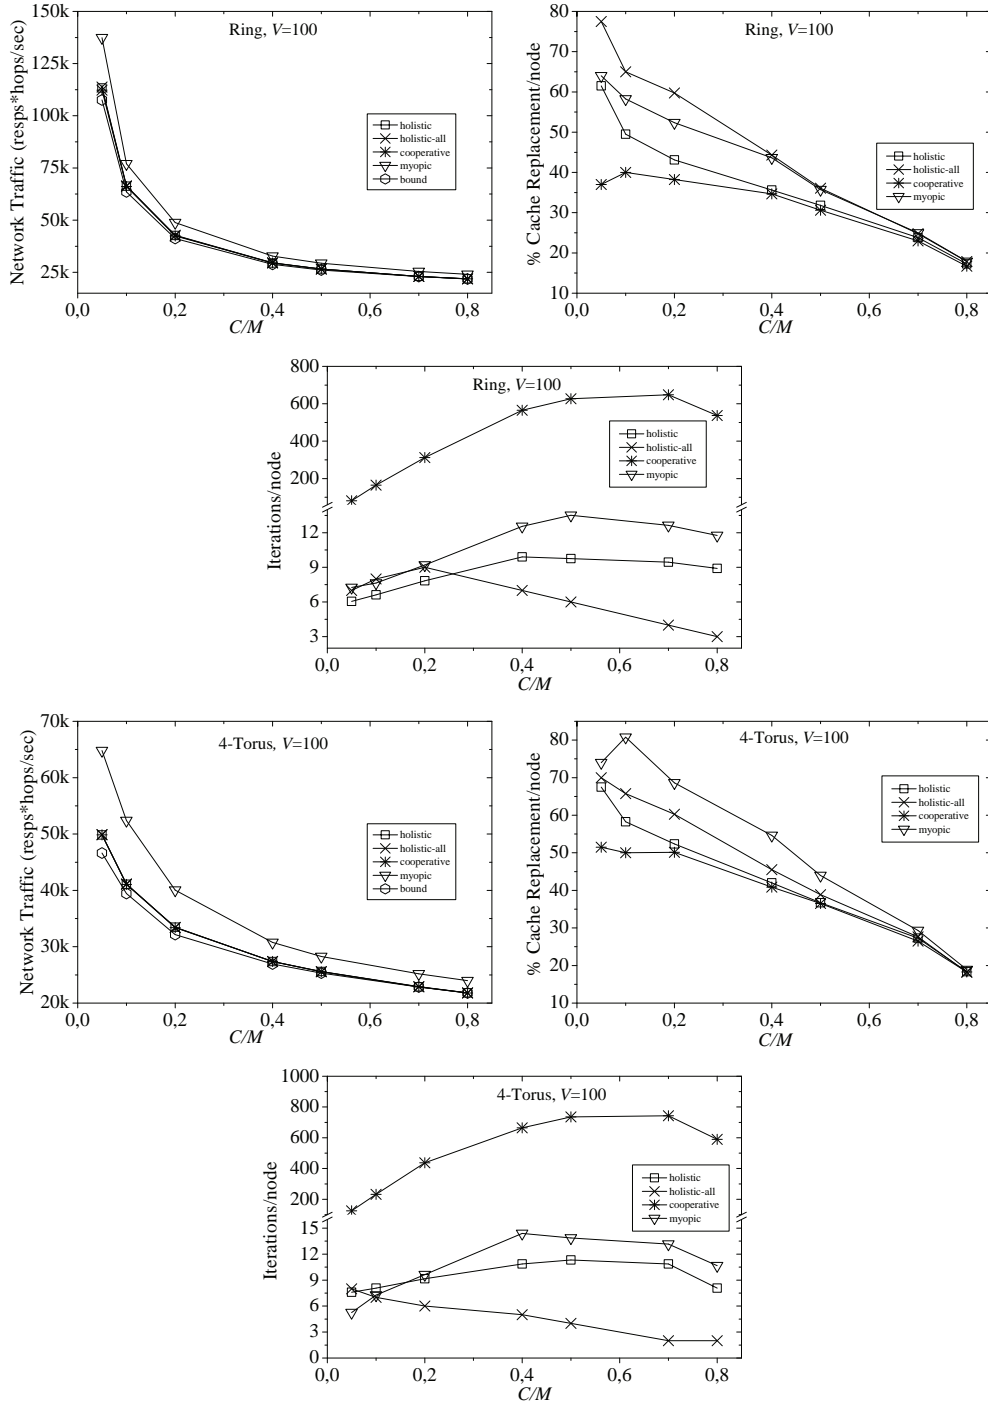 Ring, V=100
Network Traffic (resps*hops/sec)
150k
125k
100k
75k
50k
25k
holistic
holistic-all
cooperative
myopic
bound
0,0 0,2 0,4 0,6 0,8
C/M
Ring, V=100
% Cache Replacement/node
80
70
60
50
40
30
20
10
holistic
holistic-all
cooperative
myopic
0,0 0,2 0,4 0,6 0,8
C/M
Ring, V=100
Iterations/node
800
600
400
200
12
9
6
3
holistic
holistic-all
cooperative
myopic
0,0 0,2 0,4 0,6 0,8
C/M
4-Torus, V=100
Network Traffic (resps*hops/sec)
70k
60k
50k
40k
30k
20k
holistic
holistic-all
cooperative
myopic
bound
0,0 0,2 0,4 0,6 0,8
C/M
4-Torus, V=100
% Cache Replacement/node
80
70
60
50
40
30
20
10
holistic
holistic-all
cooperative
myopic
0,0 0,2 0,4 0,6 0,8
C/M
4-Torus, V=100
Iterations/node
1000
800
600
400
200
15
12
9
6
3
0
holistic
holistic-all
cooperative
myopic
0,0 0,2 0,4 0,6 0,8
C/M